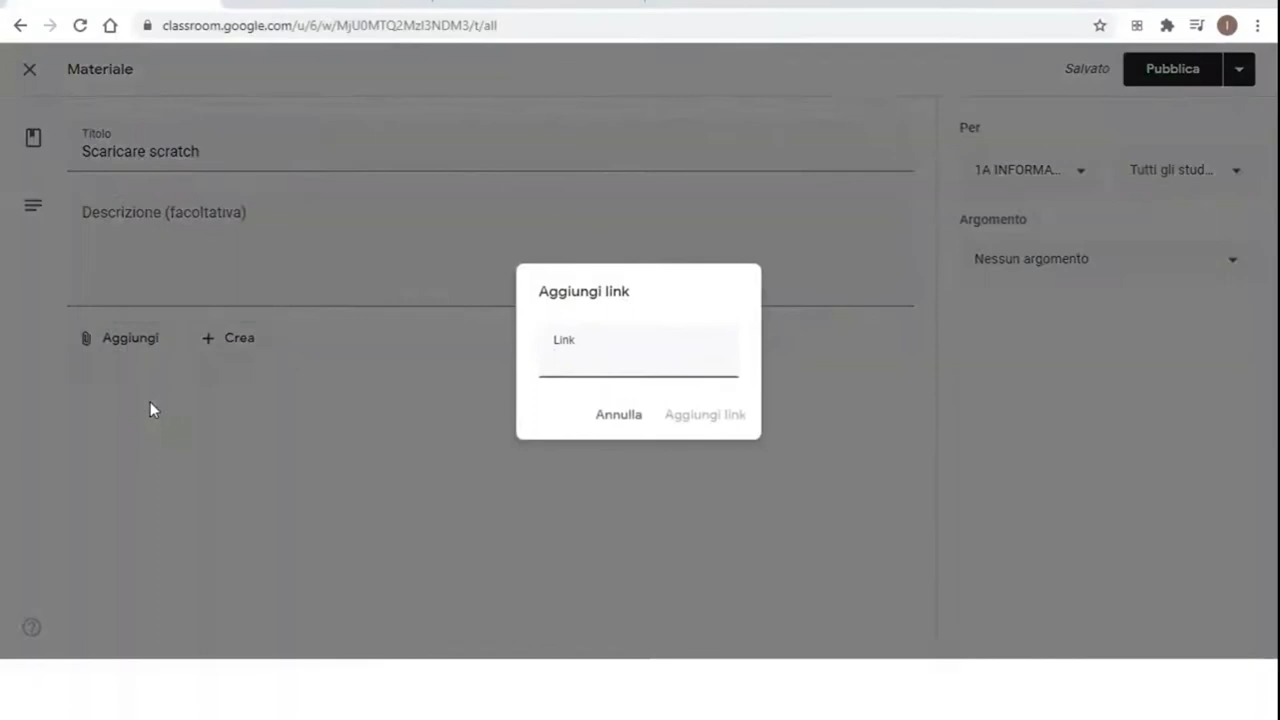 classroom.google.com/u/6/w/MjU0MTQ2MzI3NDM3/t/all
I
Materiale
Salvato
Pubblica
Titolo
Scaricare scratch
Descrizione (facoltativa)
Aggiungi
Crea
Per
1A INFORMA...
Tutti gli stud...
Argomento
Nessun argomento
Aggiungi link
Link
Annulla
Aggiungi link